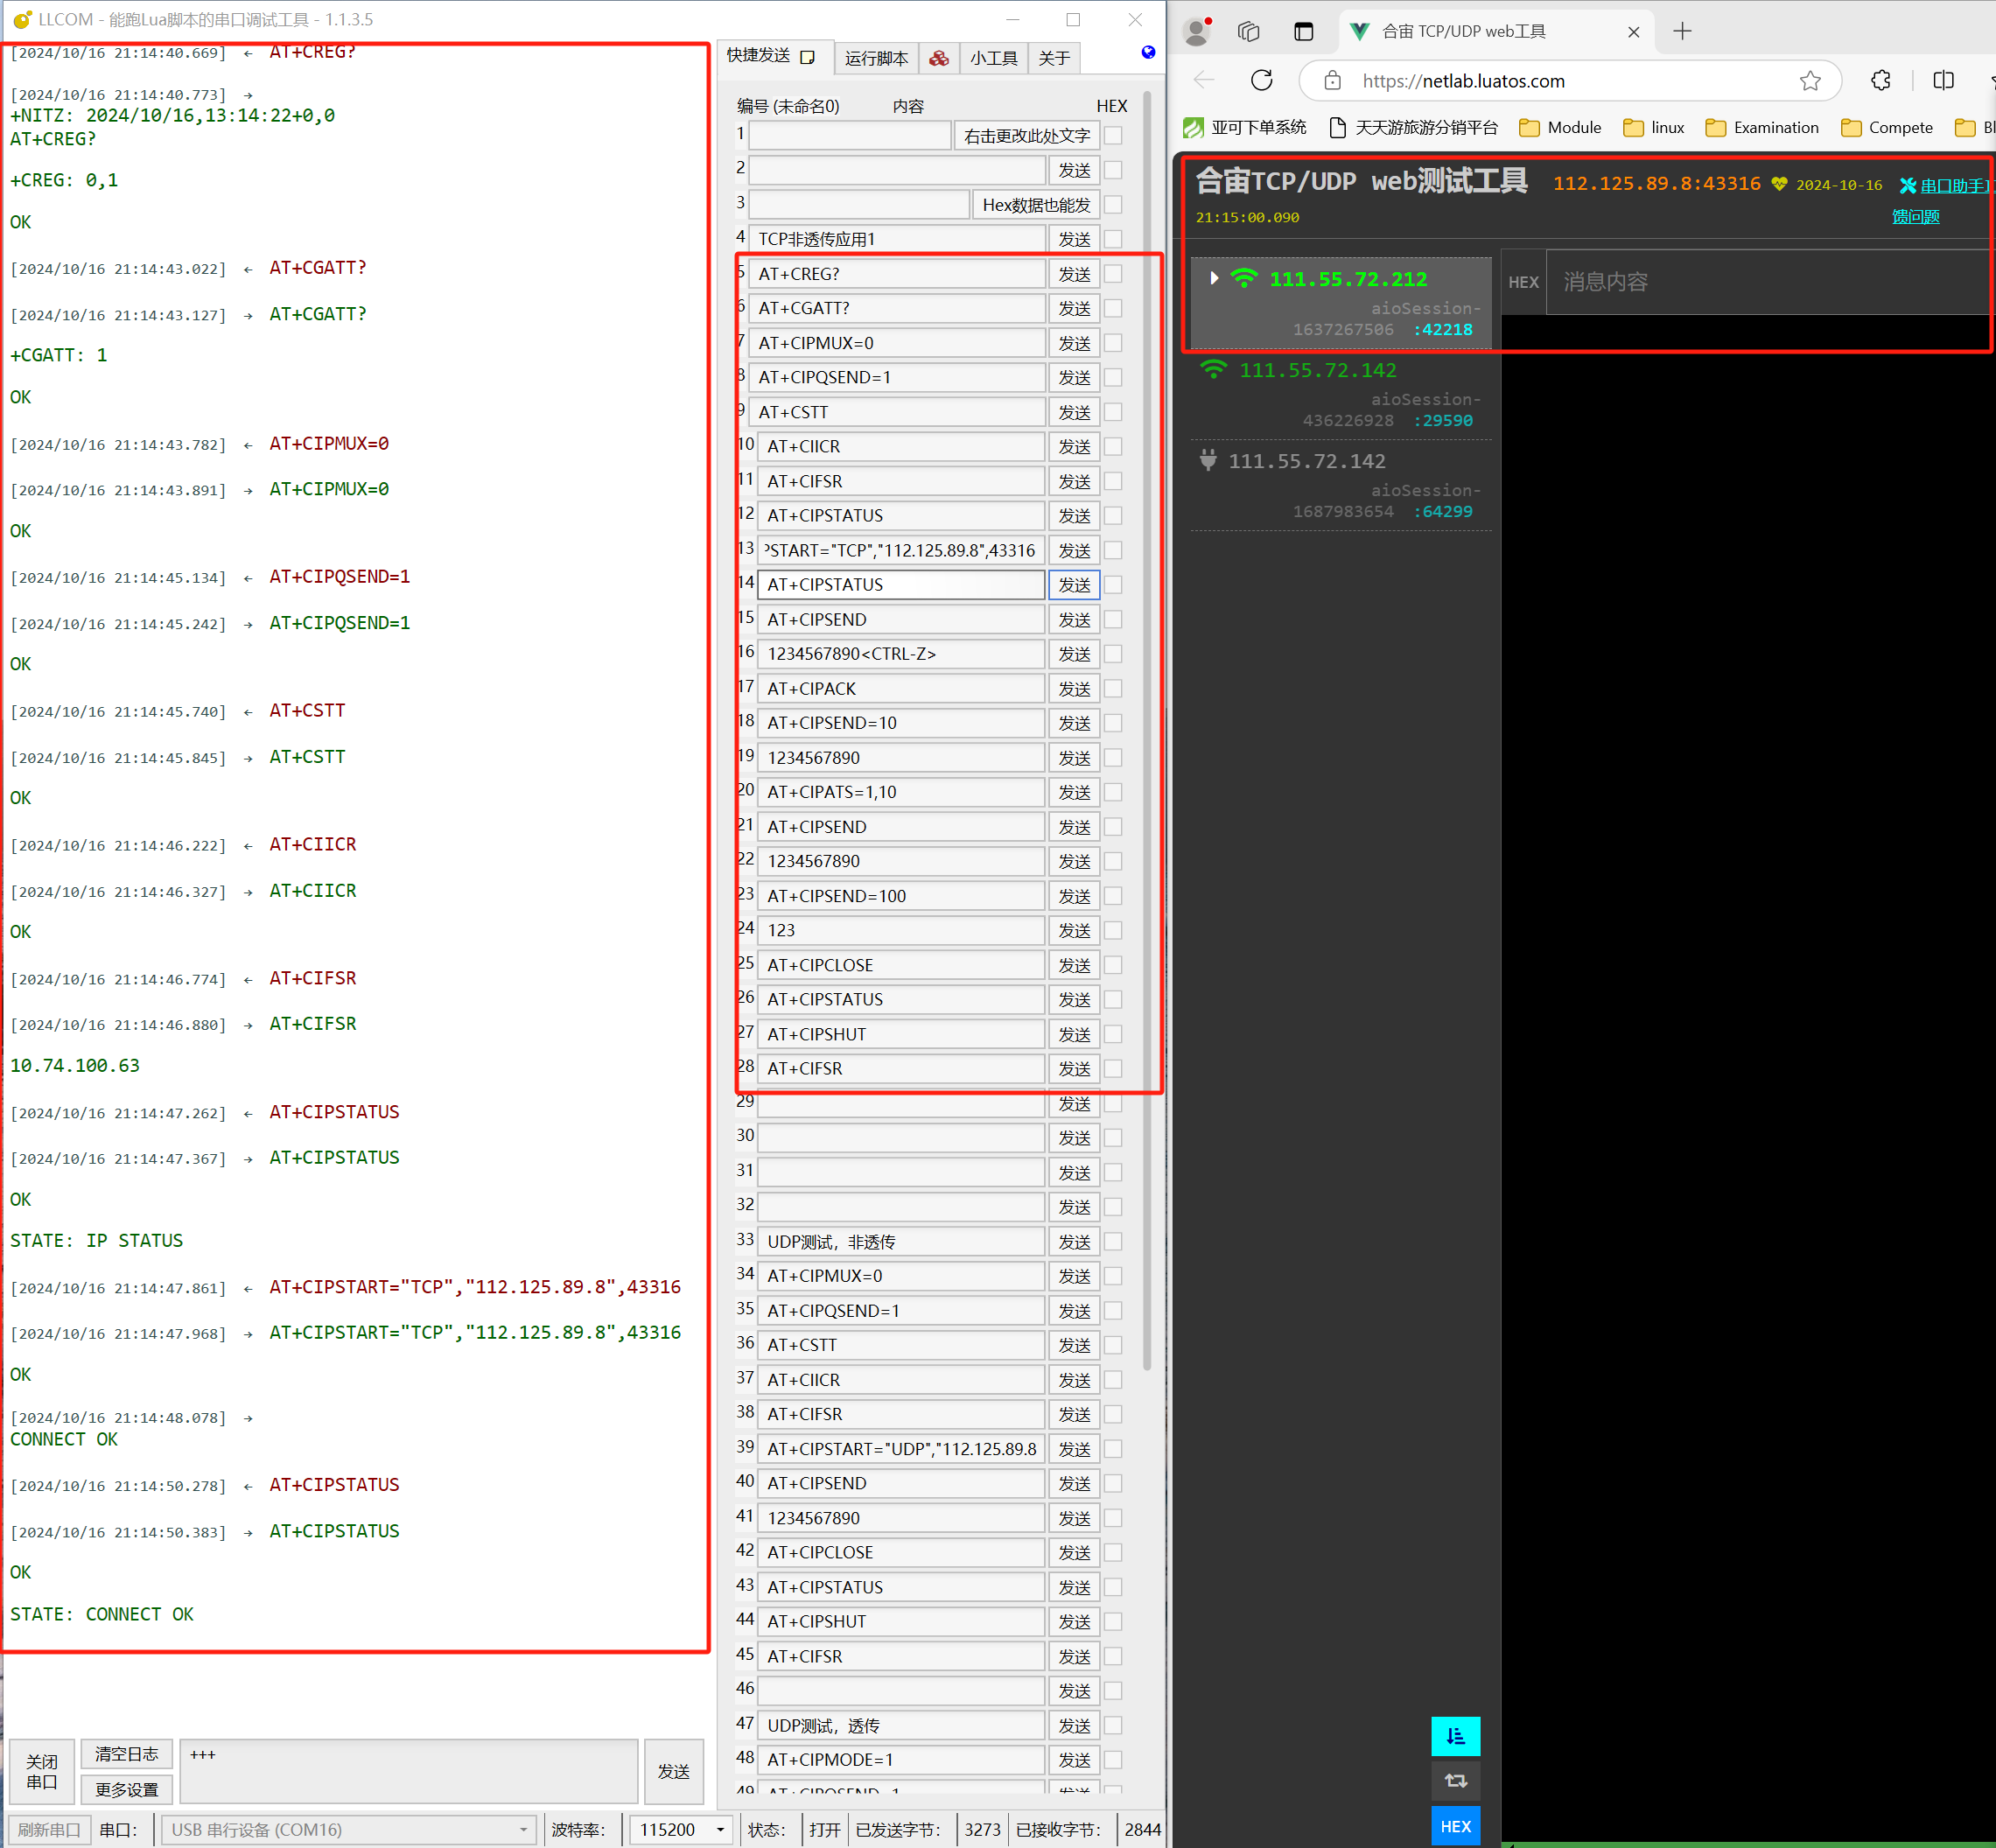 LLCOM - 能跑Lua脚本的串口调试工具 - 1.1.3.5
[2024/10/16 21:14:40.669] ← AT+CREG?
[2024/10/16 21:14:40.773] →
+NITZ: 2024/10/16,13:14:22+0,0
AT+CREG?
+CREG: 0,1
OK
[2024/10/16 21:14:43.022] ← AT+CGATT?
[2024/10/16 21:14:43.127] → AT+CGATT?
+CGATT: 1
OK
[2024/10/16 21:14:43.782] ← AT+CIPMUX=0
[2024/10/16 21:14:43.891] → AT+CIPMUX=0
OK
[2024/10/16 21:14:45.134] ← AT+CIPQSEND=1
[2024/10/16 21:14:45.242] → AT+CIPQSEND=1
OK
[2024/10/16 21:14:45.740] ← AT+CSTT
[2024/10/16 21:14:45.845] → AT+CSTT
OK
[2024/10/16 21:14:46.222] ← AT+CIICR
[2024/10/16 21:14:46.327] → AT+CIICR
OK
[2024/10/16 21:14:46.774] ← AT+CIFSR
[2024/10/16 21:14:46.880] → AT+CIFSR
10.74.100.63
[2024/10/16 21:14:47.262] ← AT+CIPSTATUS
[2024/10/16 21:14:47.367] → AT+CIPSTATUS
OK
STATE: IP STATUS
[2024/10/16 21:14:47.861] ← AT+CIPSTART="TCP","112.125.89.8",43316
[2024/10/16 21:14:47.968] → AT+CIPSTART="TCP","112.125.89.8",43316
OK
[2024/10/16 21:14:48.078] →
CONNECT OK
[2024/10/16 21:14:50.278] ← AT+CIPSTATUS
[2024/10/16 21:14:50.383] → AT+CIPSTATUS
OK
STATE: CONNECT OK
关闭串口
清空日志
更多设置
+++
发送
刷新串口 串口: USB 串行设备 (COM16) 波特率: 115200 状态: 打开 已发送字节: 3273 已接收字节: 2844
快捷发送 运行脚本 小工具 关于
编号 (未命名0) 内容 HEX
1 右击更改此处文字
2 发送
3 Hex数据也能发
4 TCP非透传应用1 发送
5 AT+CREG? 发送
6 AT+CGATT? 发送
7 AT+CIPMUX=0 发送
8 AT+CIPQSEND=1 发送
9 AT+CSTT 发送
10 AT+CIICR 发送
11 AT+CIFSR 发送
12 AT+CIPSTATUS 发送
13 PSTART="TCP","112.125.89.8",43316 发送
14 AT+CIPSTATUS 发送
15 AT+CIPSEND 发送
16 1234567890<CTRL-Z> 发送
17 AT+CIPACK 发送
18 AT+CIPSEND=10 发送
19 1234567890 发送
20 AT+CIPATS=1,10 发送
21 AT+CIPSEND 发送
22 1234567890 发送
23 AT+CIPSEND=100 发送
24 123 发送
25 AT+CIPCLOSE 发送
26 AT+CIPSTATUS 发送
27 AT+CIPSHUT 发送
28 AT+CIFSR 发送
29 发送
30 发送
31 发送
32 发送
33 UDP测试，非透传 发送
34 AT+CIPMUX=0 发送
35 AT+CIPQSEND=1 发送
36 AT+CSTT 发送
37 AT+CIICR 发送
38 AT+CIFSR 发送
39 AT+CIPSTART="UDP","112.125.89.8 发送
40 AT+CIPSEND 发送
41 1234567890 发送
42 AT+CIPCLOSE 发送
43 AT+CIPSTATUS 发送
44 AT+CIPSHUT 发送
45 AT+CIFSR 发送
46 发送
47 UDP测试，透传 发送
48 AT+CIPMODE=1 发送
49 AT+CIPQSEND=1 发送
合宙 TCP/UDP web工具
https://netlab.luatos.com
亚可下单系统 天天游旅游分销平台 Module linux Examination Compete Bl
合宙TCP/UDP web测试工具 112.125.89.8:43316 2024-10-16 串口助手
21:15:00.090 馈问题
111.55.72.212
aioSession-
1637267506 :42218
HEX 消息内容
111.55.72.142
aioSession-
436226928 :29590
111.55.72.142
aioSession-
1687983654 :64299
HEX